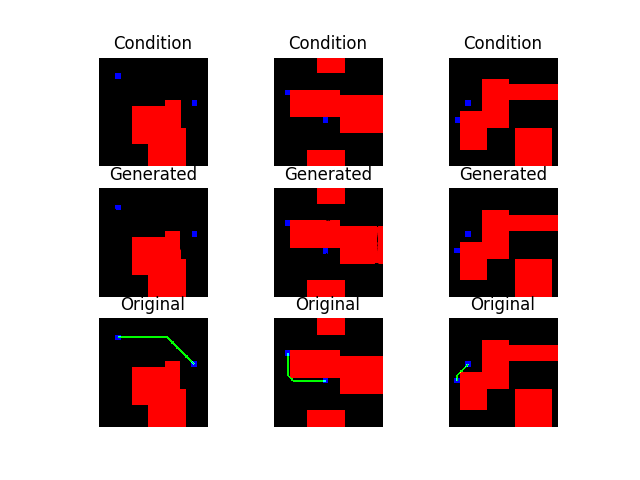 Condition Condition Condition
Generated Generated Generated
Original Original Original